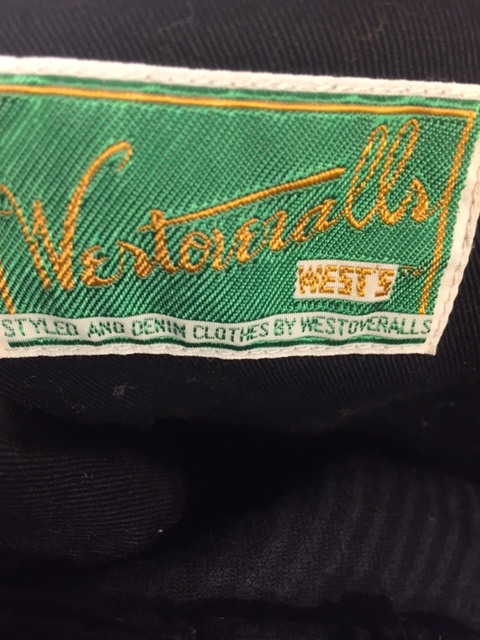 Westoveralls
WEST'S
STYLED AND DENIM CLOTHES BY WESTOVERALLS